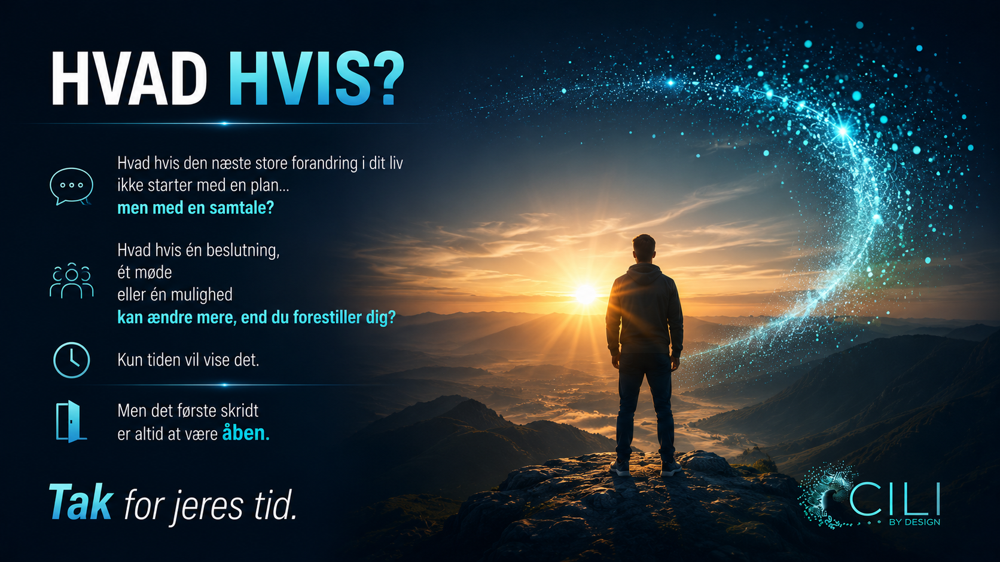 HVAD HVIS?
Hvad hvis den næste store forandring i dit liv
ikke starter med en plan...
men med en samtale?
Hvad hvis én beslutning,
ét møde
eller én mulighed
kan ændre mere, end du forestiller dig?
Kun tiden vil vise det.
Men det første skridt
er altid at være åben.
Tak for jeres tid.
CILI
BY DESIGN